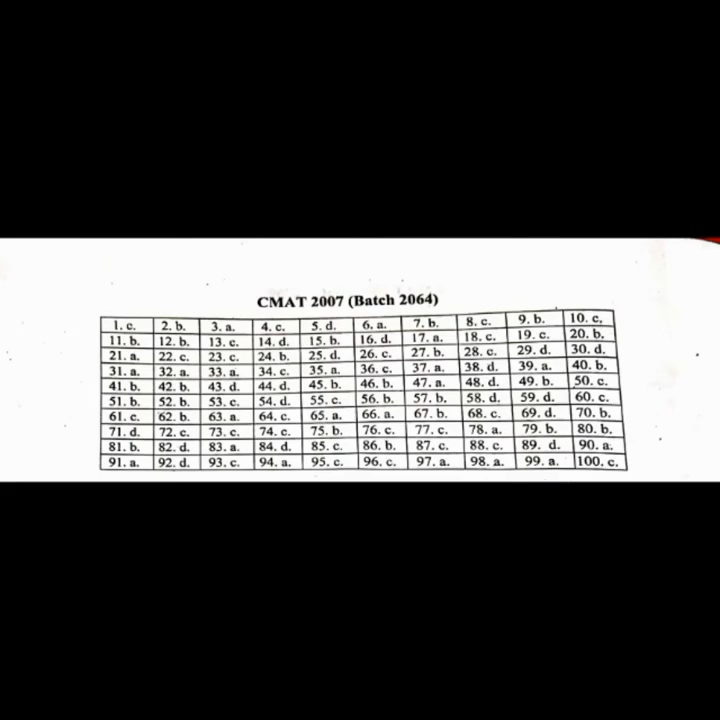 CMAT 2007 (Batch 2064)
1. c. 2. b. 3. a. 4. c. 5. d. 6. a. 7. b. 8. c. 9. b. 10. c.
11. b. 12. b. 13. c. 14. d. 15. b. 16. d. 17. a. 18. c. 19. c. 20. b.
21. a. 22. c. 23. c. 24. b. 25. d. 26. c. 27. b. 28. c. 29. d. 30. d.
31. a. 32. a. 33. a. 34. c. 35. a. 36. c. 37. a. 38. d. 39. a. 40. b.
41. b. 42. b. 43. d. 44. d. 45. b. 46. b. 47. a. 48. d. 49. b. 50. c.
51. b. 52. b. 53. c. 54. d. 55. c. 56. b. 57. b. 58. d. 59. d. 60. c.
61. c. 62. b. 63. a. 64. c. 65. a. 66. a. 67. b. 68. c. 69. d. 70. b.
71. d. 72. c. 73. c. 74. c. 75. b. 76. c. 77. c. 78. a. 79. b. 80. b.
81. b. 82. d. 83. a. 84. d. 85. c. 86. b. 87. c. 88. c. 89. d. 90. a.
91. a. 92. d. 93. c. 94. a. 95. c. 96. c. 97. a. 98. a. 99. a. 100. c.